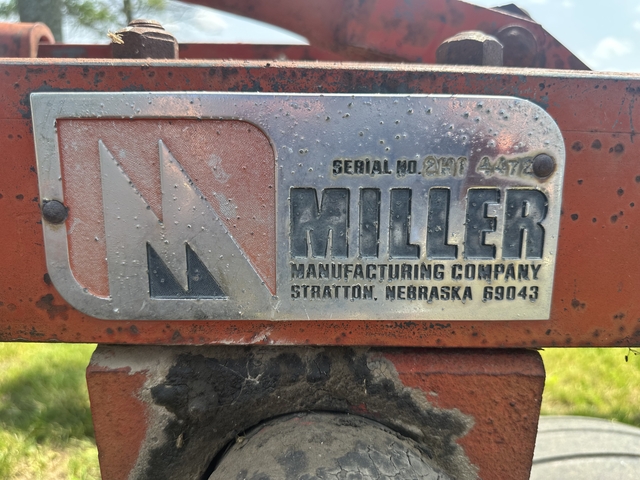 SERIAL NO.
MILLER
MANUFACTURING COMPANY
STRATTON, NEBRASKA 69043